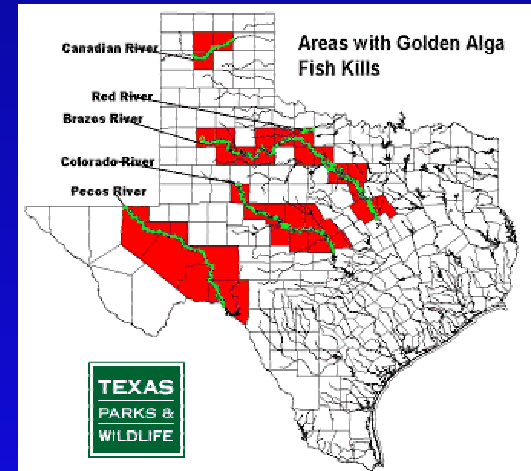 Areas with Golden Alga
Fish Kills
Canadian River
Red River
Brazos River
Colorado River
Pecos River
TEXAS
PARKS &
WILDLIFE